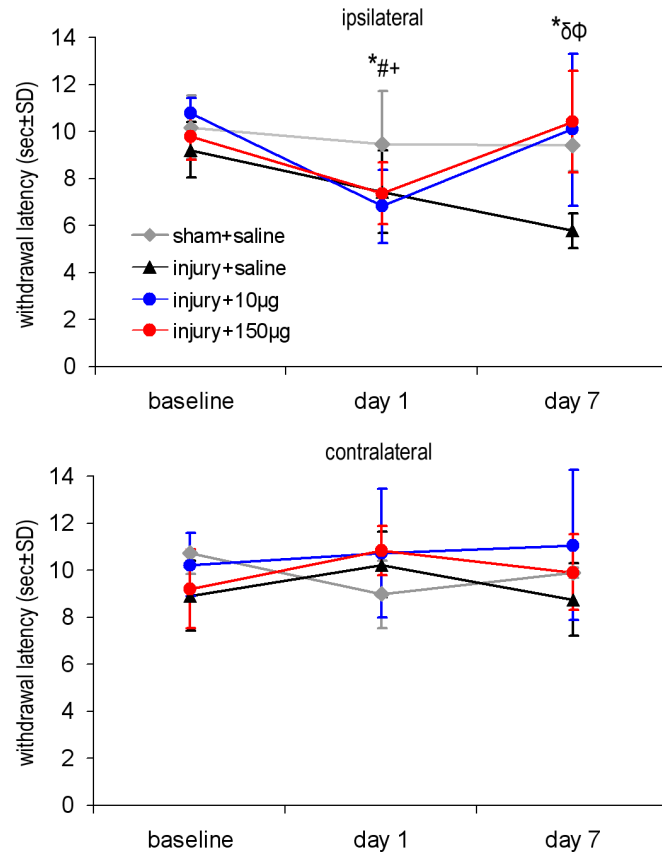 ipsilateral
withdrawal latency (sec±SD)
14
12
10
8
6
4
2
0
*#+
*δΦ
sham+saline
injury+saline
injury+10µg
injury+150µg
baseline day 1 day 7
contralateral
withdrawal latency (sec±SD)
14
12
10
8
6
4
2
0
baseline day 1 day 7